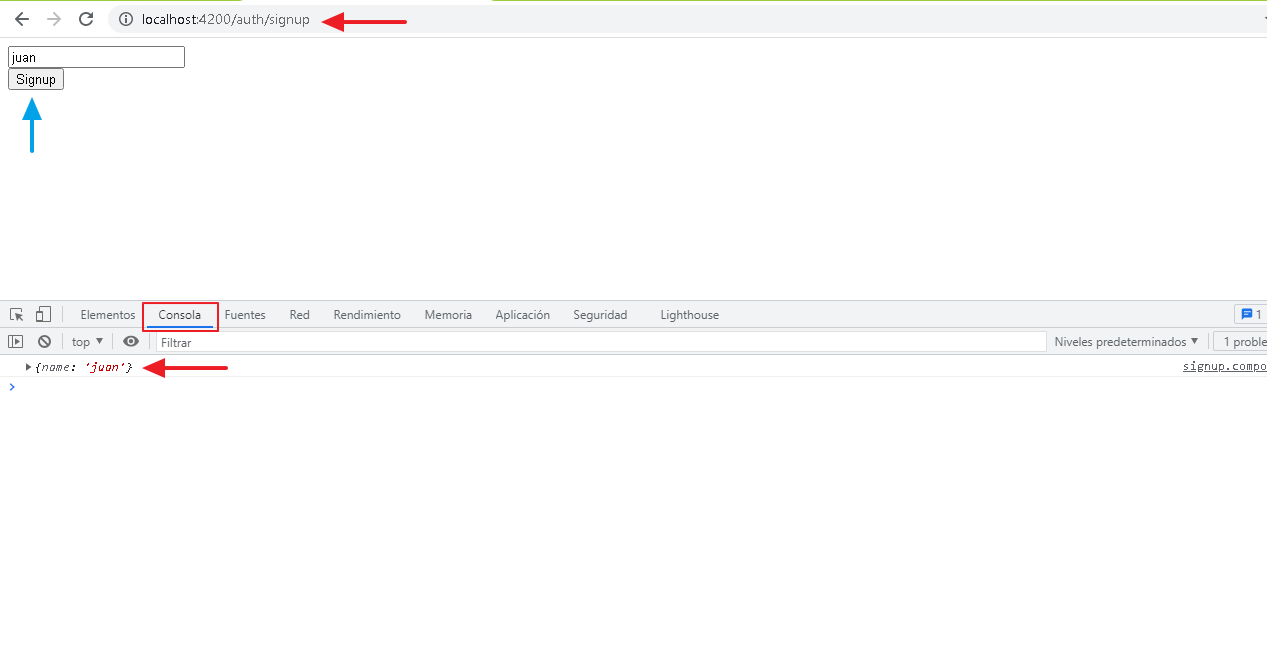 localhost:4200/auth/signup
juan
Signup
Elementos Consola Fuentes Red Rendimiento Memoria Aplicación Seguridad Lighthouse 1
top Filtrar Niveles predeterminados 1 proble
{name: 'juan'} signup.compo